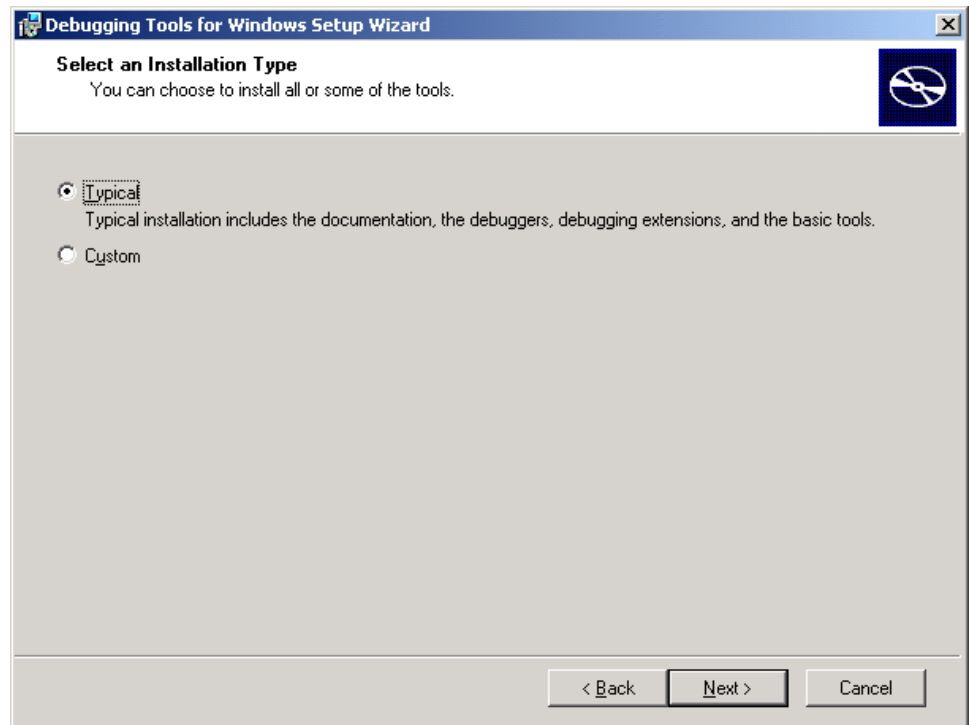 Debugging Tools for Windows Setup Wizard
Select an Installation Type
You can choose to install all or some of the tools.
Typical
Typical installation includes the documentation, the debuggers, debugging extensions, and the basic tools.
Custom
< Back Next > Cancel